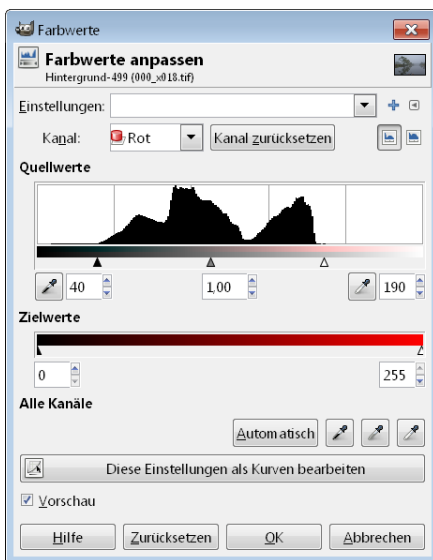 Farbwerte
Farbwerte anpassen
Hintergrund-499 (000_x018.tif)
Einstellungen:
Kanal: Rot Kanal zurücksetzen
Quellwerte
40 1,00 190
Zielwerte
0 255
Alle Kanäle
Automatisch
Diese Einstellungen als Kurven bearbeiten
Vorschau
Hilfe Zurücksetzen OK Abbrechen